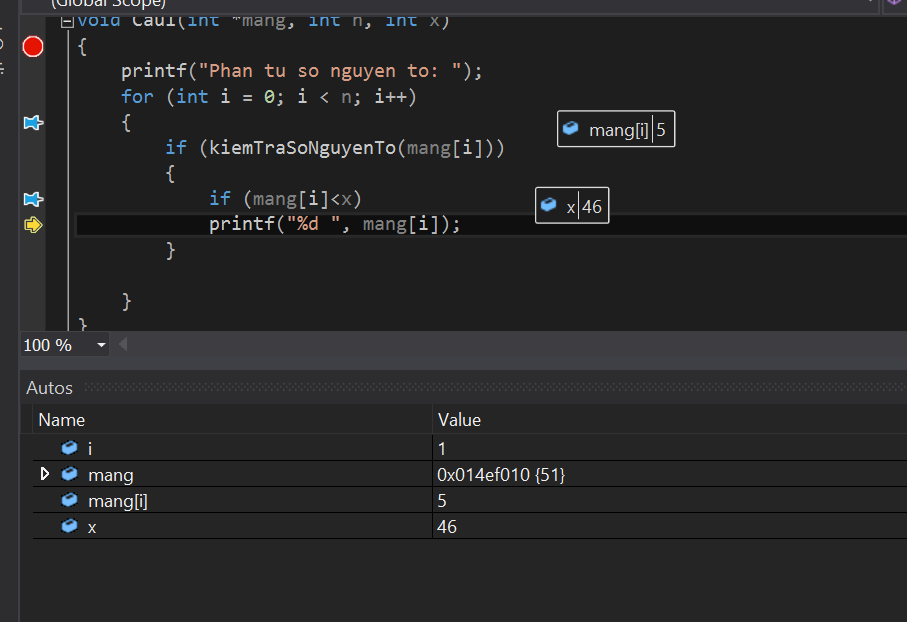 (Global Scope)
void Cau1(int *mang, int n, int x)
{
printf("Phan tu so nguyen to: ");
for (int i = 0; i < n; i++)
{
mang[i] 5
if (kiemTraSoNguyenTo(mang[i]))
{
if (mang[i]<x)
x 46
printf("%d ", mang[i]);
}
}
}
100 %
Autos
Name Value
i 1
mang 0x014ef010 {51}
mang[i] 5
x 46